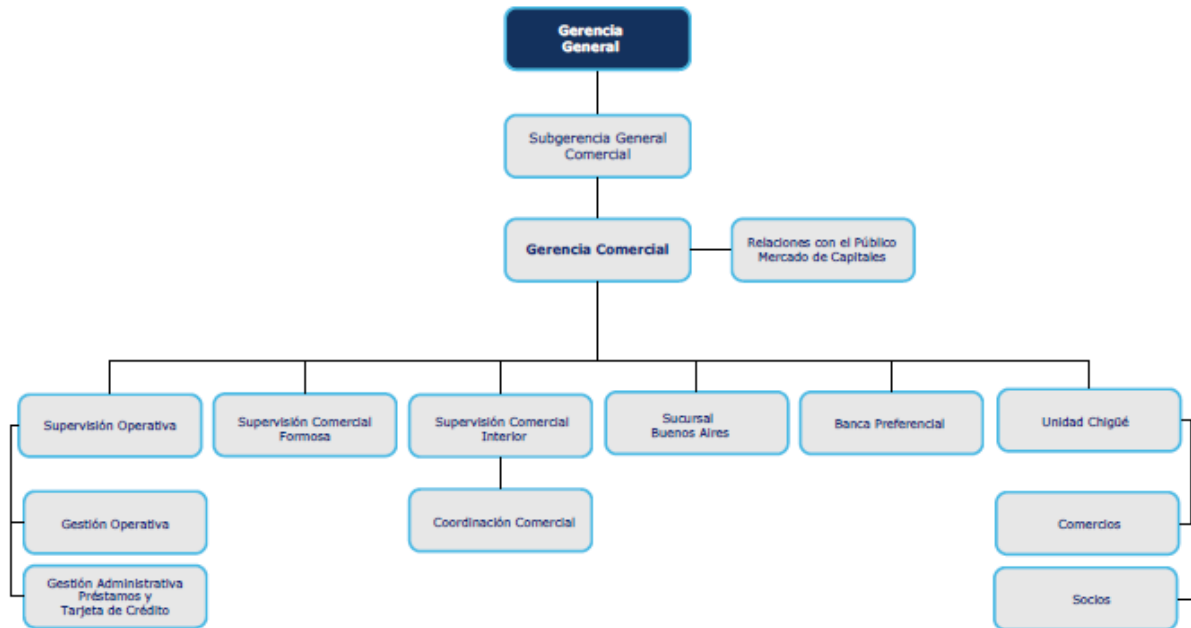 Gerencia
General
Subgerencia General
Comercial
Gerencia Comercial
Relaciones con el Público
Mercado de Capitales
Supervisión Operativa
Supervisión Comercial
Formosa
Supervisión Comercial
Interior
Sucursal
Buenos Aires
Banca Preferencial
Unidad Chigüé
Gestión Operativa
Coordinación Comercial
Comercios
Gestión Administrativa
Préstamos y
Tarjeta de Crédito
Socios